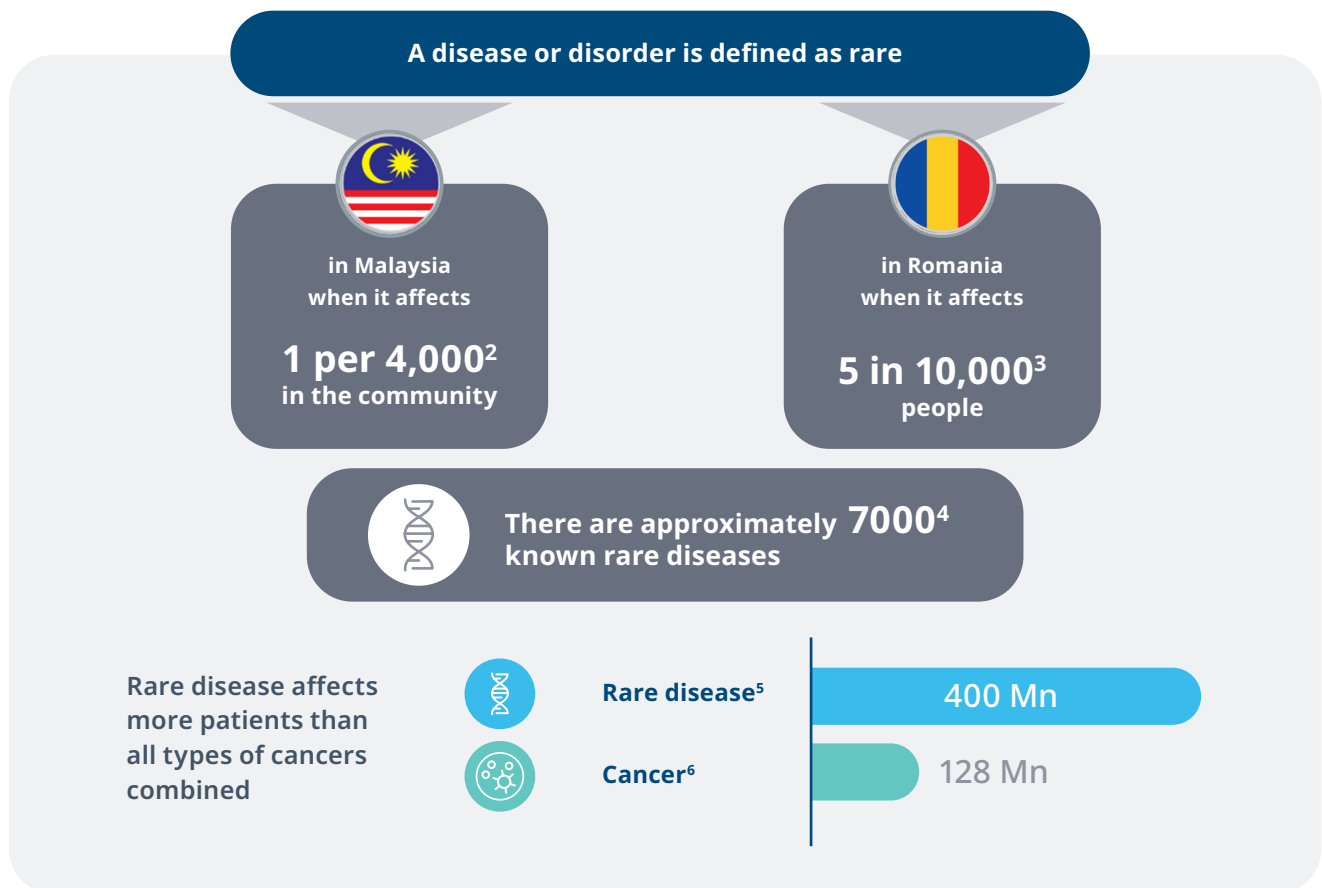 A disease or disorder is defined as rare
in Malaysia
when it affects
1 per 4,000²
in the community
in Romania
when it affects
5 in 10,000³
people
There are approximately 7000⁴
known rare diseases
Rare disease affects
more patients than
all types of cancers
combined
Rare disease⁵
400 Mn
Cancer⁶
128 Mn